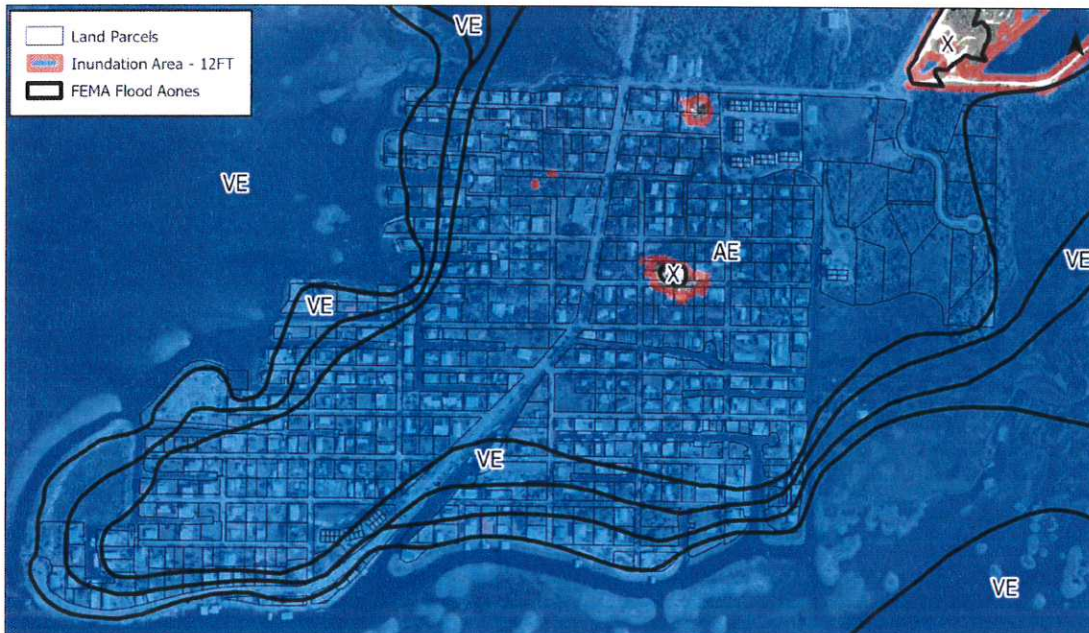 Land Parcels
Inundation Area - 12FT
FEMA Flood Aones
VE
X
VE
AE
VE
X
VE
VE
VE